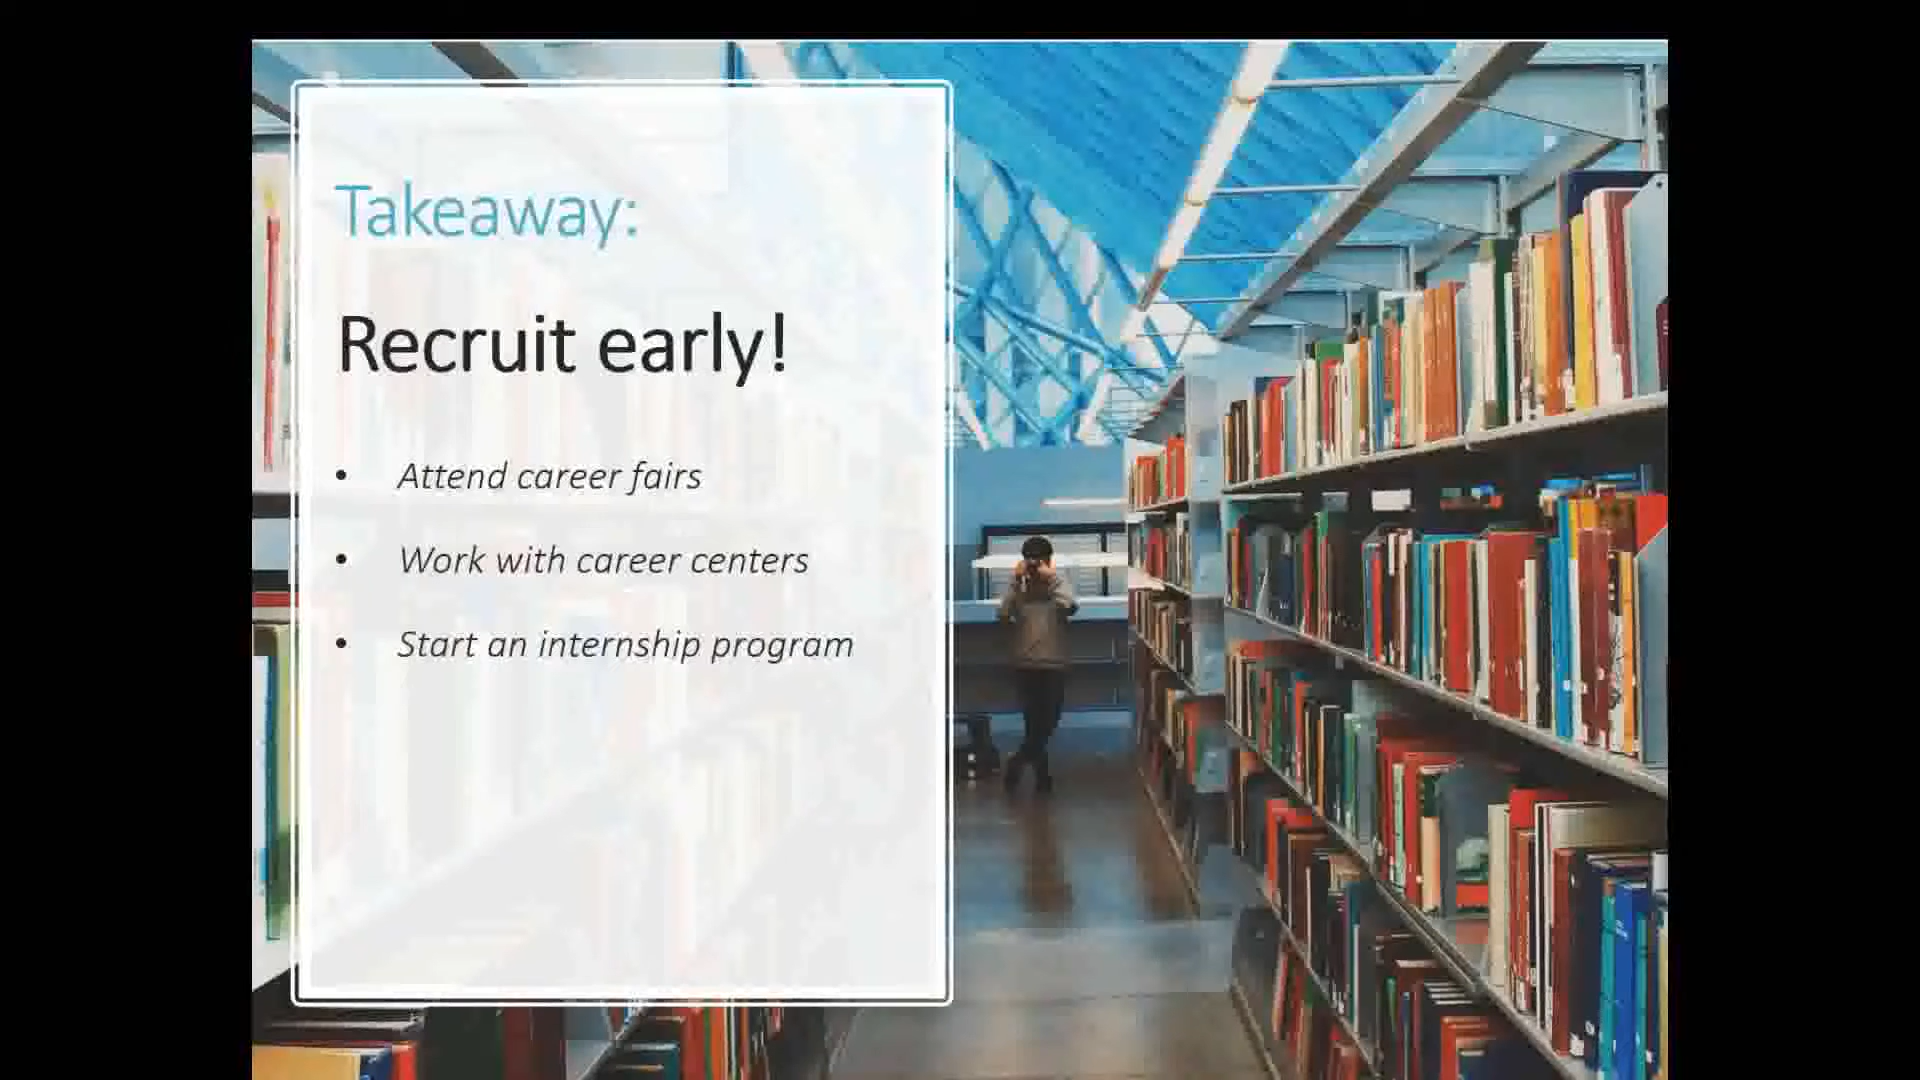 Takeaway:
Recruit early!
• Attend career fairs
• Work with career centers
• Start an internship program